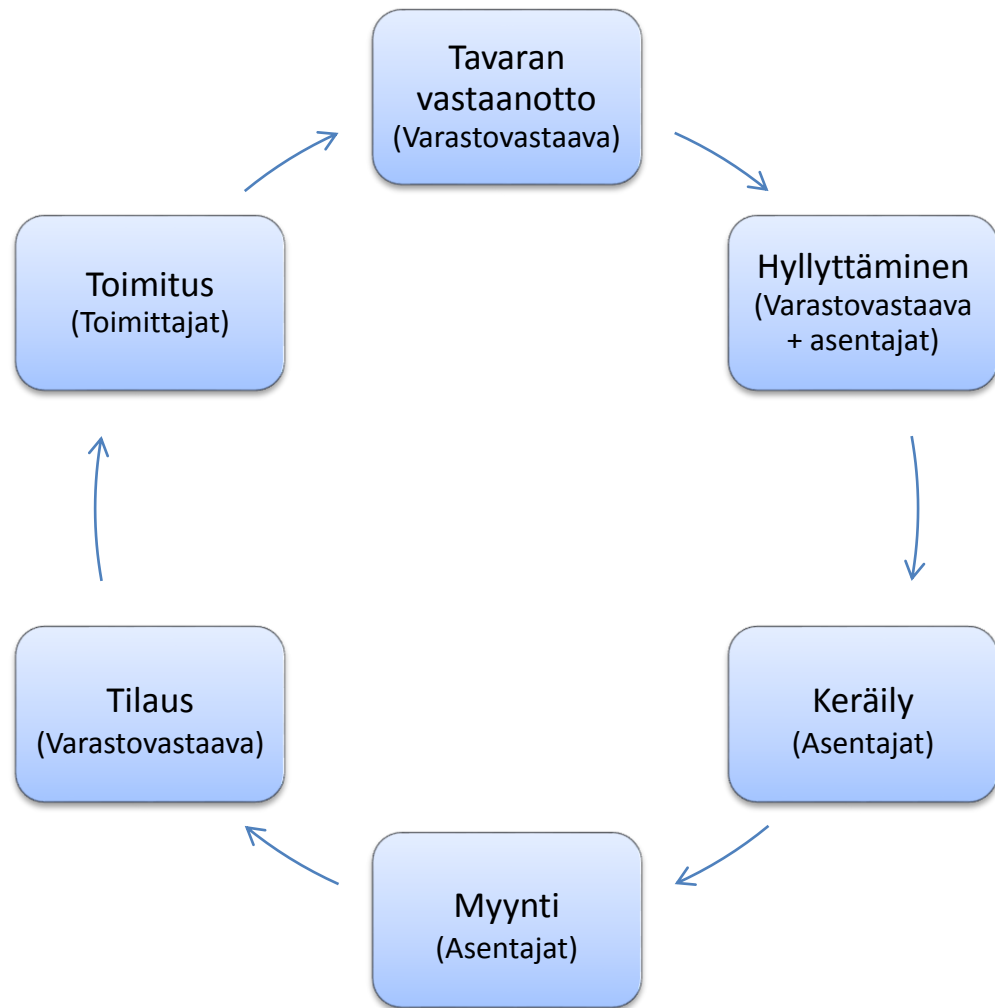 Tavaran
vastaanotto
(Varastovastaava)
Hyllyttäminen
(Varastovastaava
+ asentajat)
Keräily
(Asentajat)
Myynti
(Asentajat)
Tilaus
(Varastovastaava)
Toimitus
(Toimittajat)